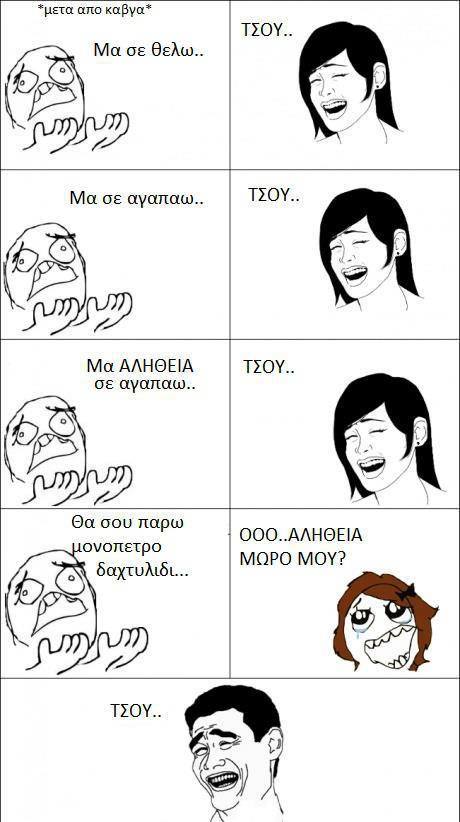 *μετα απο καβγα*
Μα σε θελω..
ΤΣΟΥ..
Μα σε αγαπαω..
ΤΣΟΥ..
Μα ΑΛΗΘΕΙΑ
σε αγαπαω..
ΤΣΟΥ..
Θα σου παρω
μονοπετρο
δαχτυλιδι...
ΟΟΟ..ΑΛΗΘΕΙΑ
ΜΩΡΟ ΜΟΥ?
ΤΣΟΥ..